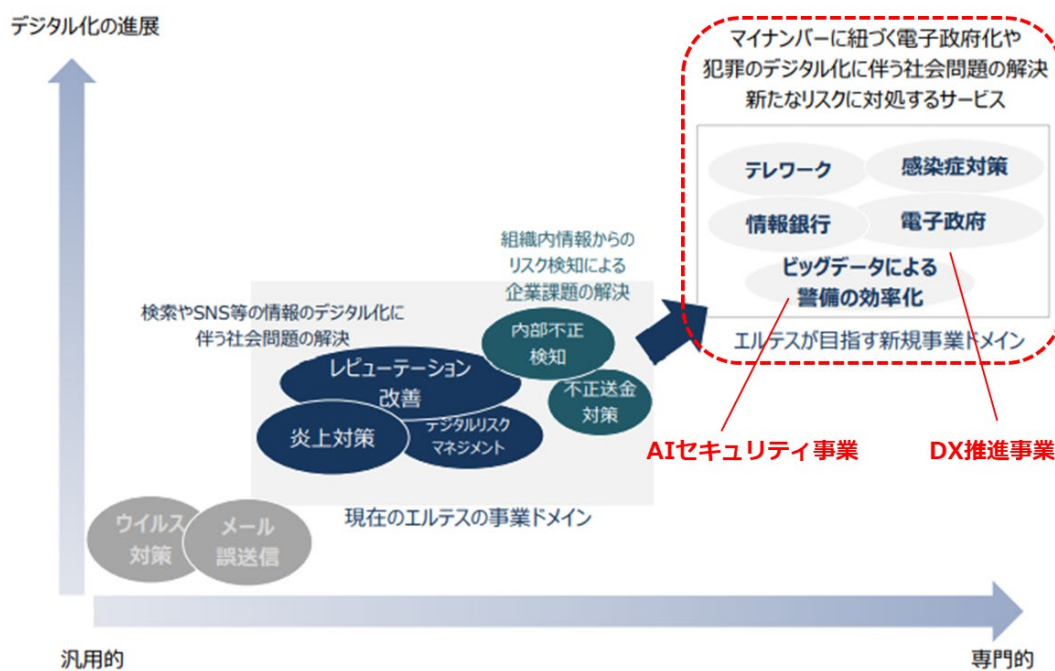 デジタル化の進展
マイナンバーに紐づく電子政府化や
犯罪のデジタル化に伴う社会問題の解決
新たなリスクに対処するサービス
テレワーク
感染症対策
情報銀行
電子政府
ビッグデータによる
警備の効率化
エルテスが目指す新規事業ドメイン
組織内情報からの
リスク検知による
企業課題の解決
検索やSNS等の情報のデジタル化に
伴う社会問題の解決
内部不正
検知
レピューテーション
改善
不正送金
対策
炎上対策
デジタルリスク
マネジメント
AIセキュリティ事業
DX推進事業
現在のエルテスの事業ドメイン
ウイルス
対策
メール
誤送信
汎用的
専門的